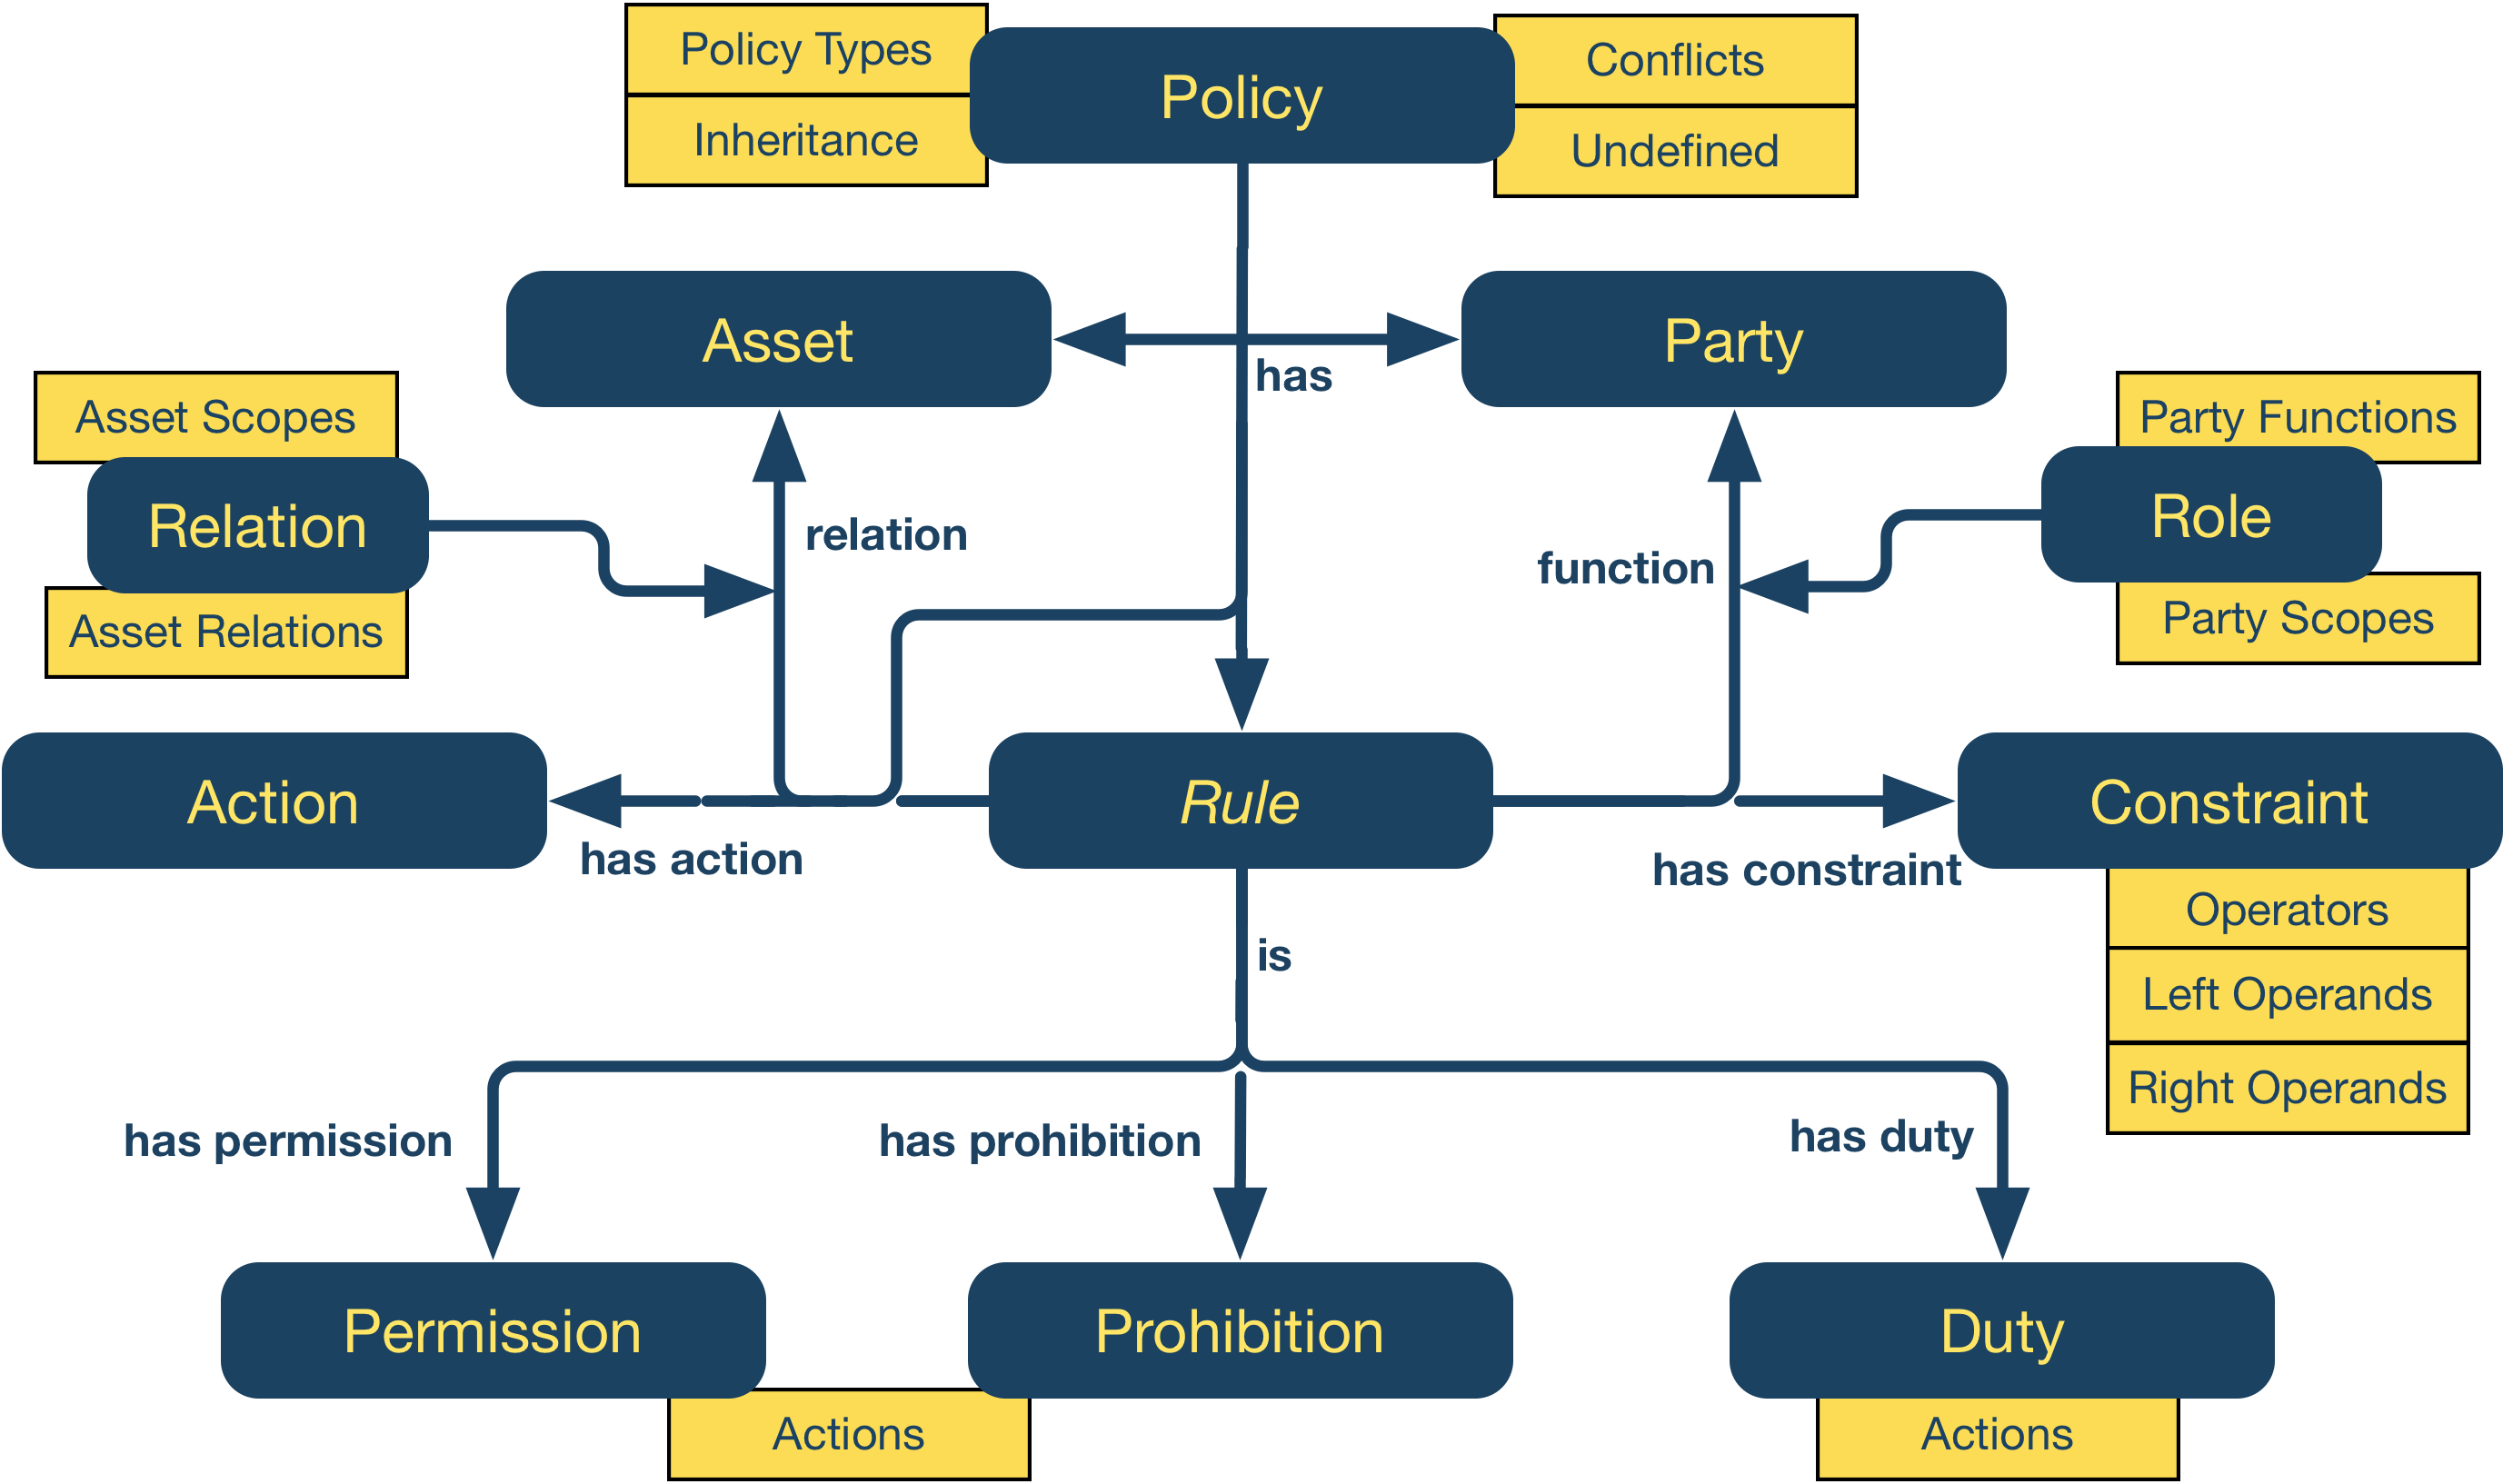 Policy Types
Policy
Conflicts
Inheritance
Undefined
Asset
Party
has
Asset Scopes
Party Functions
Relation
relation
function
Role
Asset Relations
Party Scopes
Action
Rule
Constraint
has action
has constraint
Operators
is
Left Operands
Right Operands
has permission
has prohibition
has duty
Permission
Prohibition
Duty
Actions
Actions